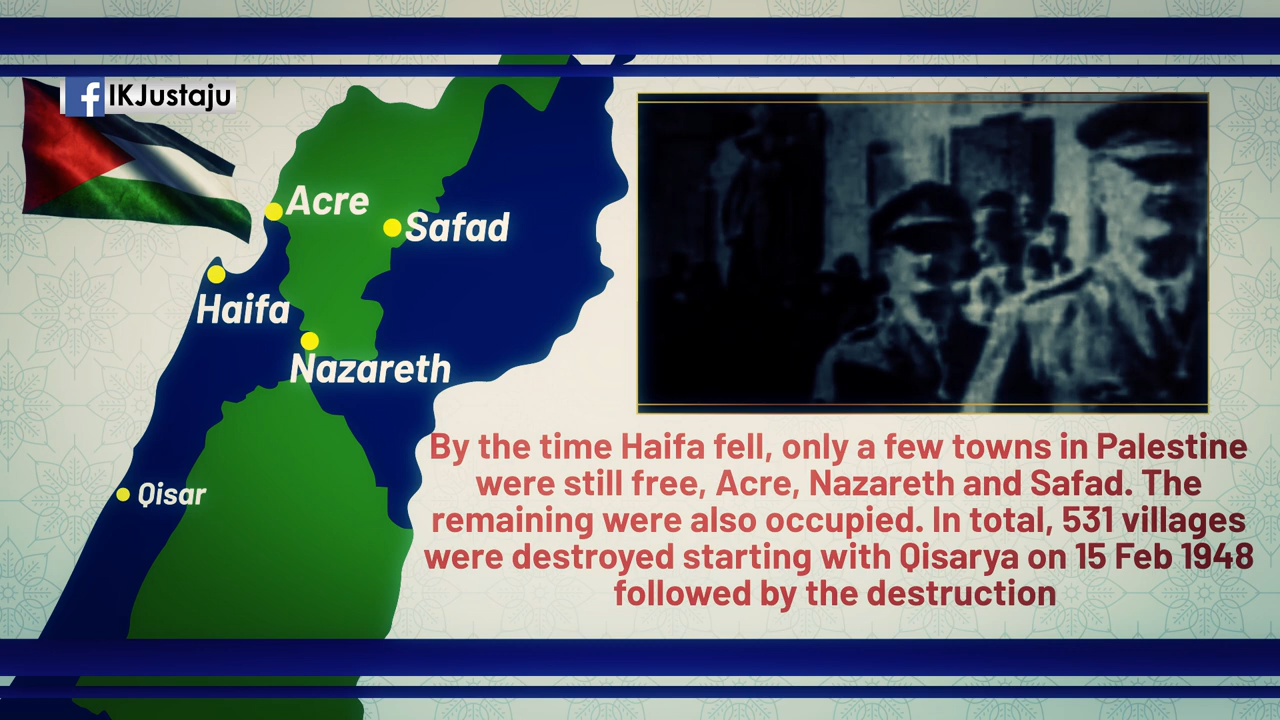 IKJustaju
Acre
Safad
Haifa
Nazareth
Qisar
By the time Haifa fell, only a few towns in Palestine
were still free, Acre, Nazareth and Safad. The
remaining were also occupied. In total, 531 villages
were destroyed starting with Qisarya on 15 Feb 1948
followed by the destruction